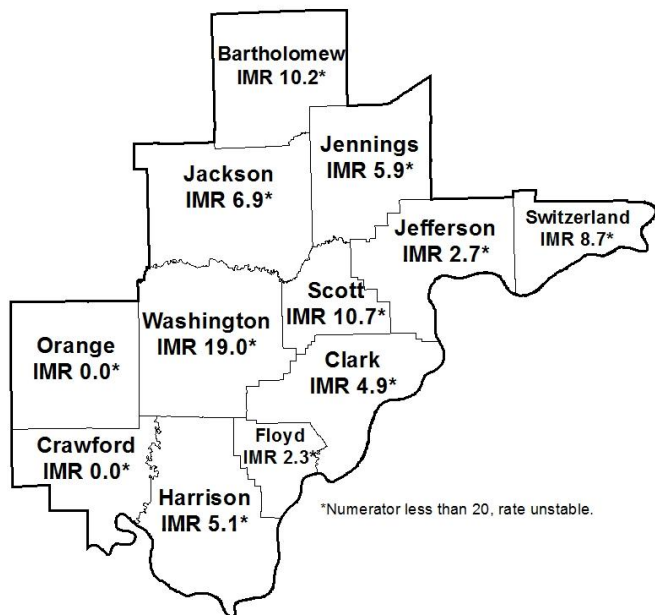 Bartholomew
IMR 10.2*
Jennings
IMR 5.9*
Jackson
IMR 6.9*
Jefferson
IMR 2.7*
Switzerland
IMR 8.7*
Scott
IMR 10.7*
Washington
IMR 19.0*
Orange
IMR 0.0*
Clark
IMR 4.9*
Crawford
IMR 0.0*
Floyd
IMR 2.3*
Harrison
IMR 5.1*
*Numerator less than 20, rate unstable.